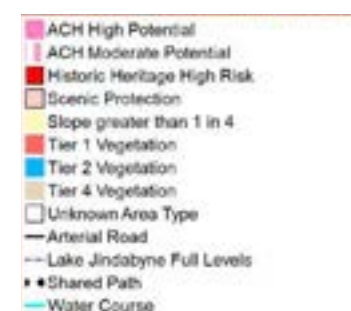 ACH High Potential
ACH Moderate Potential
Historic Heritage High Risk
Scenic Protection
Slope greater than 1 in 4
Tier 1 Vegetation
Tier 2 Vegetation
Tier 4 Vegetation
Unknown Area Type
Arterial Road
Lake Jindabyne Full Levels
Shared Path
Water Course